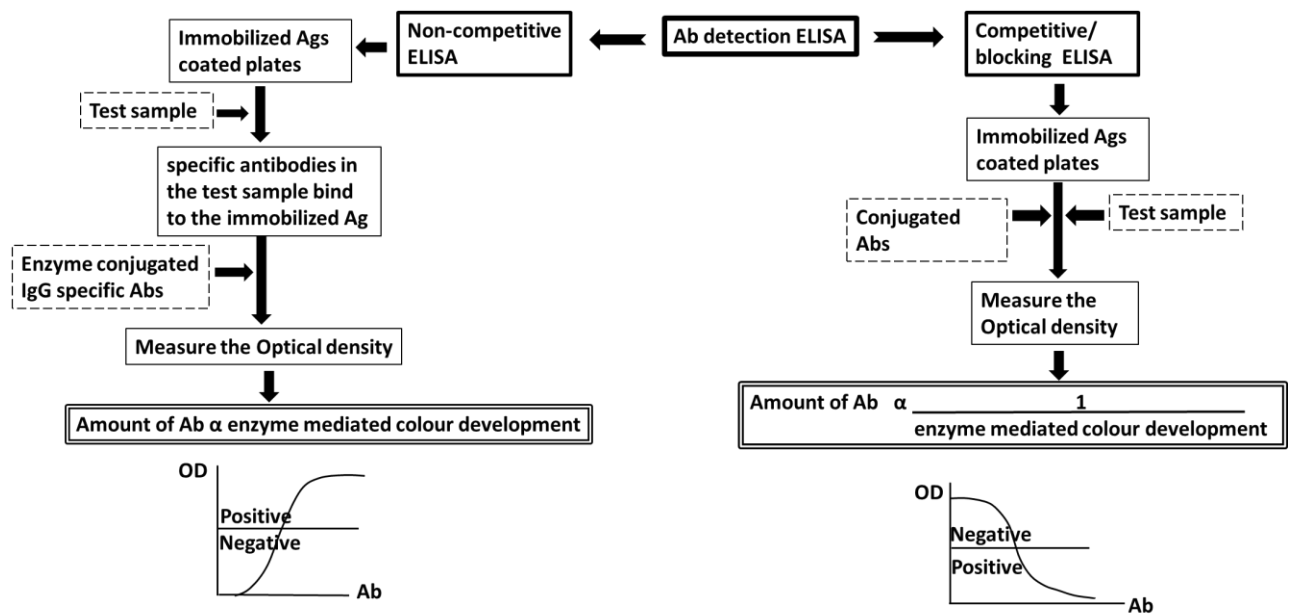 Ab detection ELISA
Non-competitive
ELISA
Immobilized Ags
coated plates
Test sample
specific antibodies in
the test sample bind
to the immobilized Ag
Enzyme conjugated
IgG specific Abs
Measure the Optical density
Amount of Ab α enzyme mediated colour development
OD
Positive
Negative
Ab
Competitive/
blocking ELISA
Immobilized Ags
coated plates
Conjugated
Abs
Test sample
Measure the
Optical density
Amount of Ab α 1
enzyme mediated colour development
OD
Negative
Positive
Ab